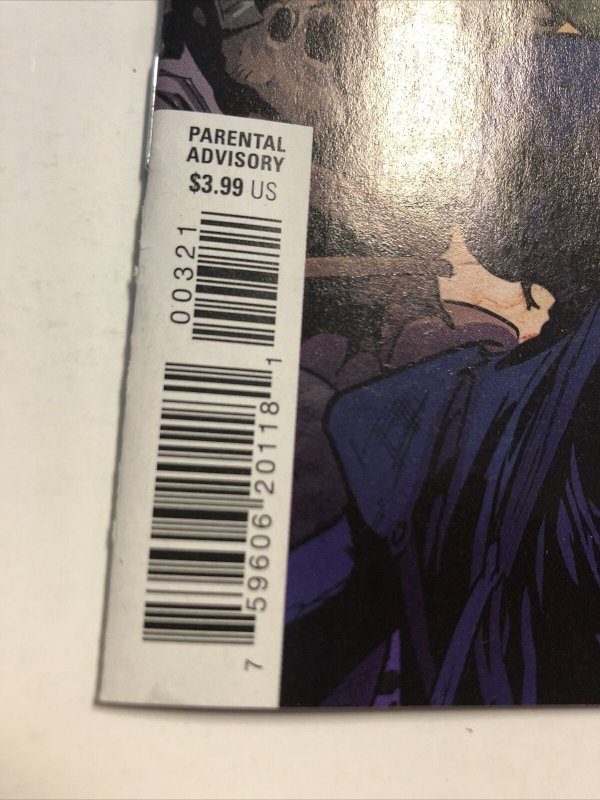 PARENTAL
ADVISORY
$3.99 US
00321
7 59606 20118 1